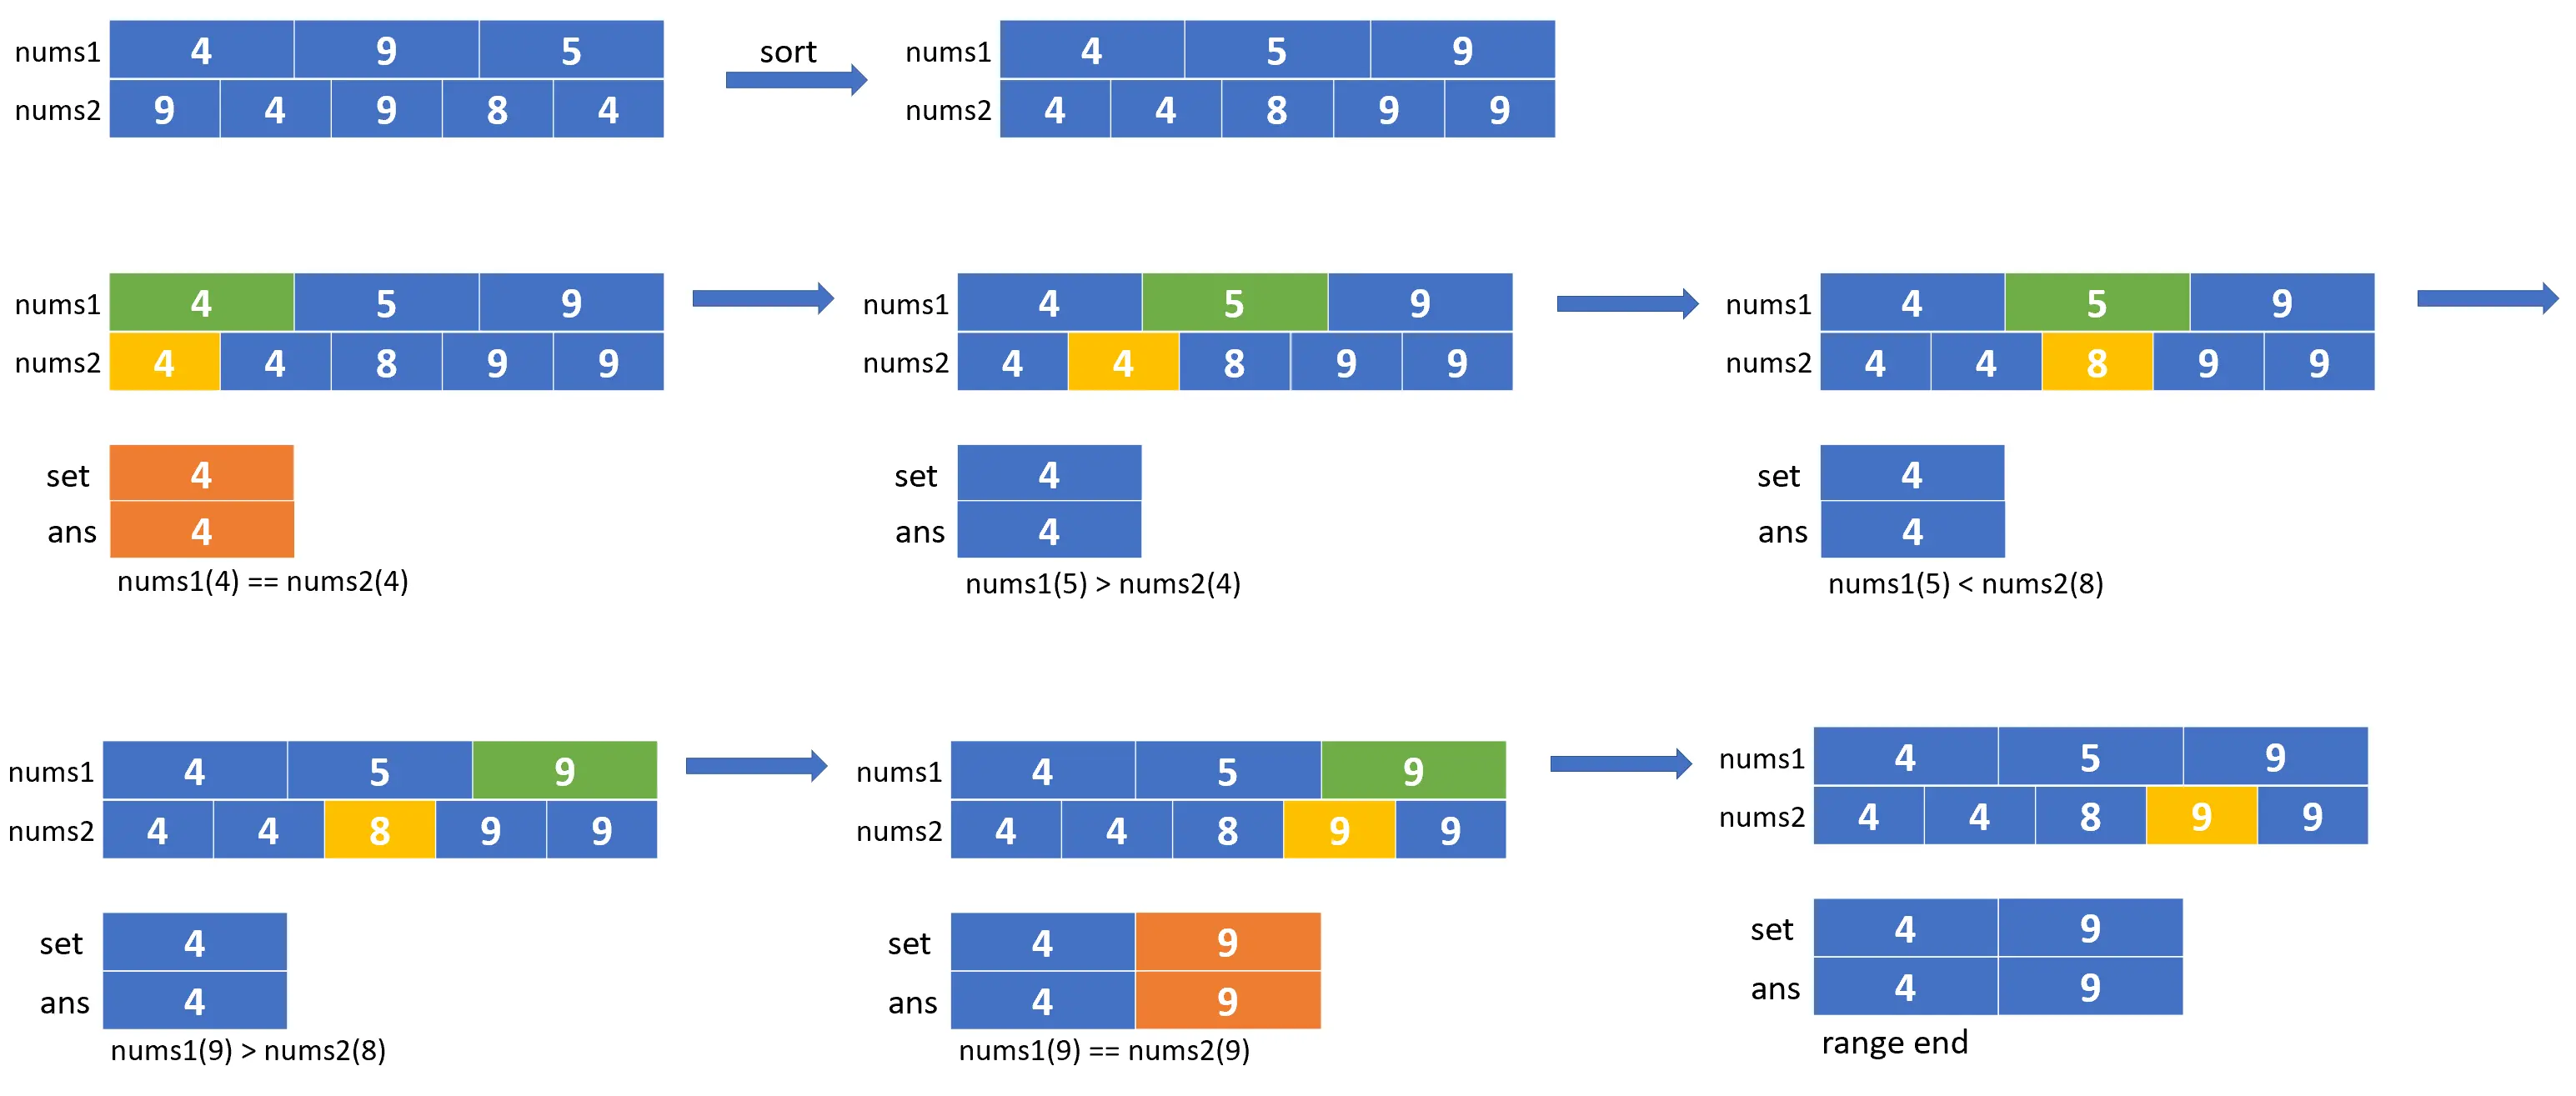 nums1 4 9 5
nums2 9 4 9 8 4
sort
nums1 4 5 9
nums2 4 4 8 9 9
nums1 4 5 9
nums2 4 4 8 9 9
set 4
ans 4
nums1(4) == nums2(4)
nums1 4 5 9
nums2 4 4 8 9 9
set 4
ans 4
nums1(5) > nums2(4)
nums1 4 5 9
nums2 4 4 8 9 9
set 4
ans 4
nums1(5) < nums2(8)
nums1 4 5 9
nums2 4 4 8 9 9
set 4
ans 4
nums1(9) > nums2(8)
nums1 4 5 9
nums2 4 4 8 9 9
set 4 9
ans 4 9
nums1(9) == nums2(9)
nums1 4 5 9
nums2 4 4 8 9 9
set 4 9
ans 4 9
range end